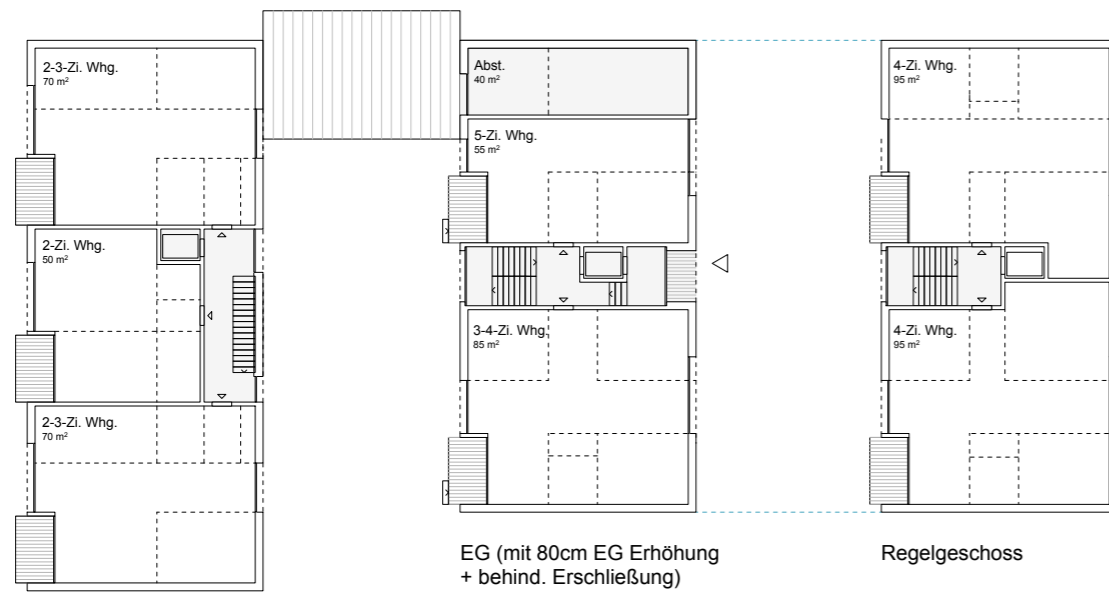 2-3-Zi. Whg.
70 m²
2-Zi. Whg.
50 m²
2-3-Zi. Whg.
70 m²
Abst.
40 m²
5-Zi. Whg.
55 m²
3-4-Zi. Whg.
85 m²
EG (mit 80cm EG Erhöhung
+ behind. Erschließung)
4-Zi. Whg.
95 m²
4-Zi. Whg.
95 m²
Regelgeschoss